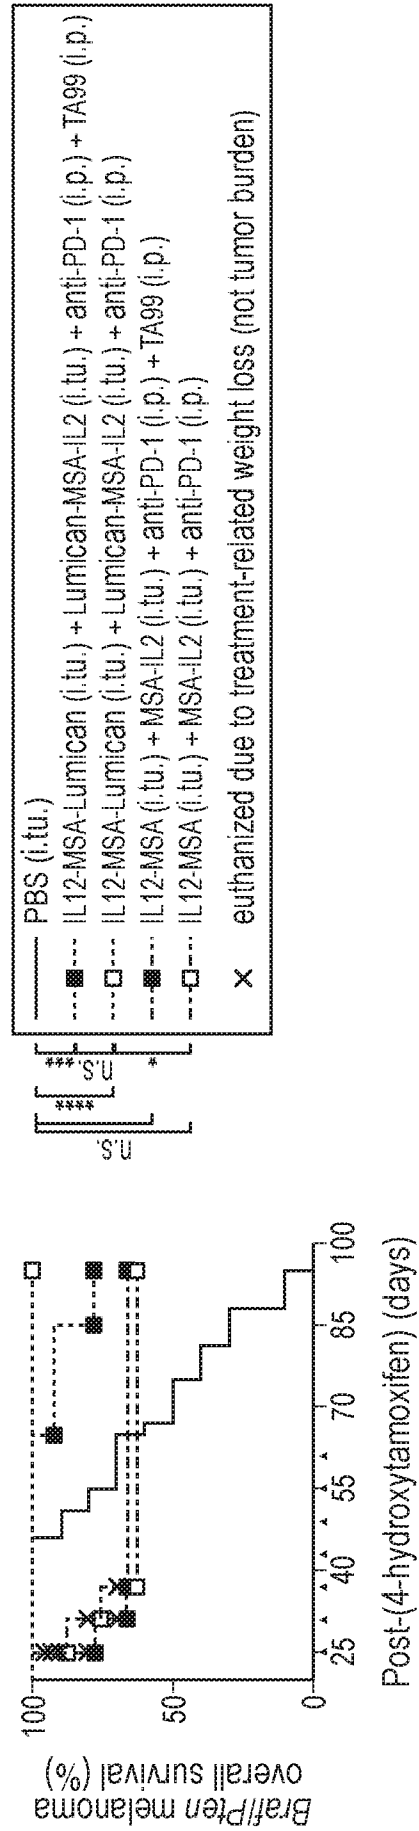 Braf/Pten melanoma
overall survival (%)
100
50
0
25
40
55
70
85
100
Post-(4-hydroxytamoxifen) (days)
n.s.
****
n.s.
***
*
PBS (i.tu.)
IL12-MSA-Lumican (i.tu.) + Lumican-MSA-IL2 (i.tu.) + anti-PD-1 (i.p.) + TA99 (i.p.)
IL12-MSA-Lumican (i.tu.) + Lumican-MSA-IL2 (i.tu.) + anti-PD-1 (i.p.)
IL12-MSA (i.tu.) + MSA-IL2 (i.tu.) + anti-PD-1 (i.p.) + TA99 (i.p.)
IL12-MSA (i.tu.) + MSA-IL2 (i.tu.) + anti-PD-1 (i.p.)
× euthanized due to treatment-related weight loss (not tumor burden)